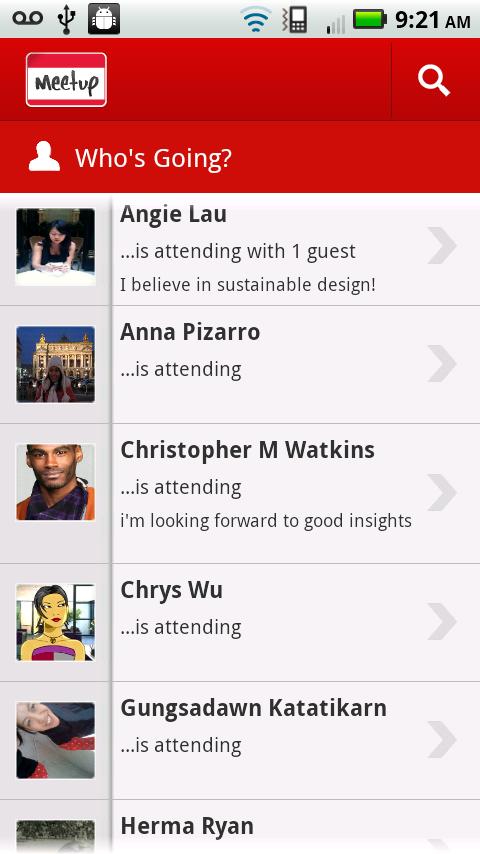 9:21 AM
meetup
Who's Going?
Angie Lau
...is attending with 1 guest
I believe in sustainable design!
Anna Pizarro
...is attending
Christopher M Watkins
...is attending
i'm looking forward to good insights
Chrys Wu
...is attending
Gungsadawn Katatikarn
...is attending
Herma Ryan